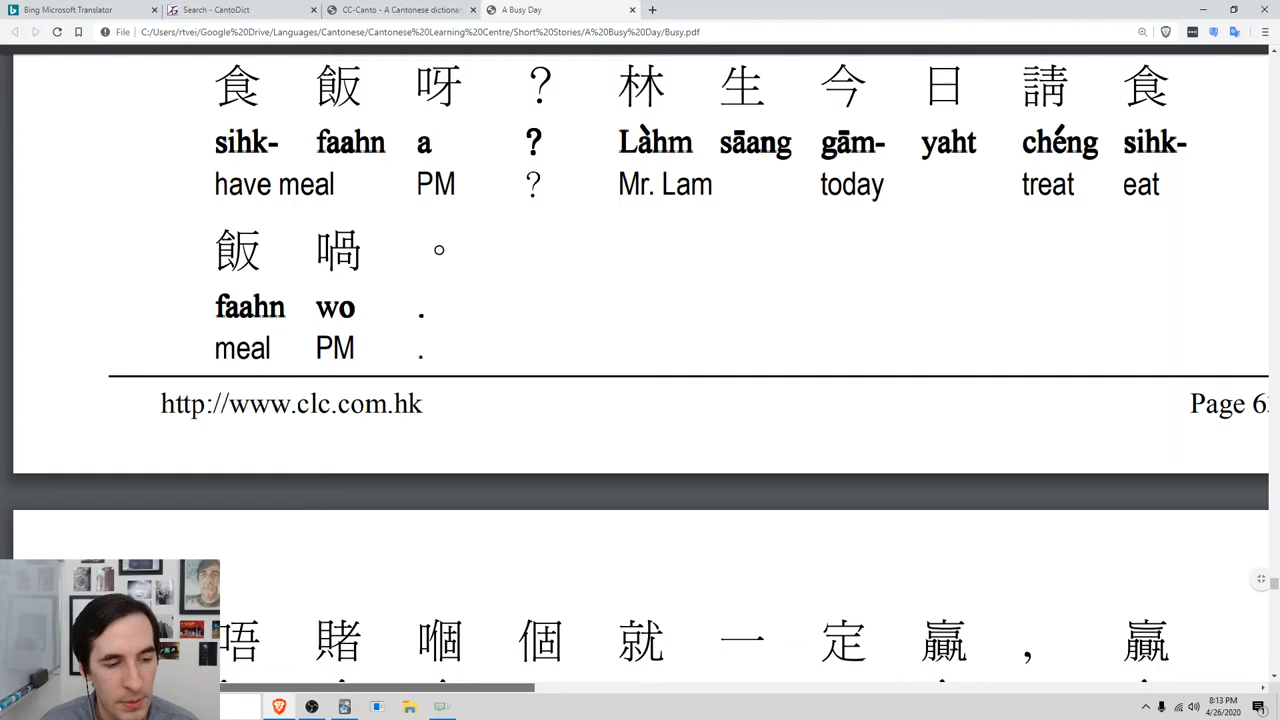 Bing Microsoft Translator
Search - CantoDict
CC-Canto - A Cantonese dictionar
A Busy Day
File
C:/Users/rtvei/Google%20Drive/Languages/Cantonese/Cantonese%20Learning%20Centre/Short%20Stories/A%20Busy%20Day/Busy.pdf
食 飯 呀 ？ 林 生 今 日 請 食
sihk- faahn a ? Làhm sāang gām- yaht chéng sihk-
have meal PM ? Mr. Lam today treat eat
飯 喎 。
faahn wo .
meal PM .
http://www.clc.com.hk
Page 6
唔 賭 嗰 個 就 一 定 贏 , 贏
8:13 PM
4/26/2020